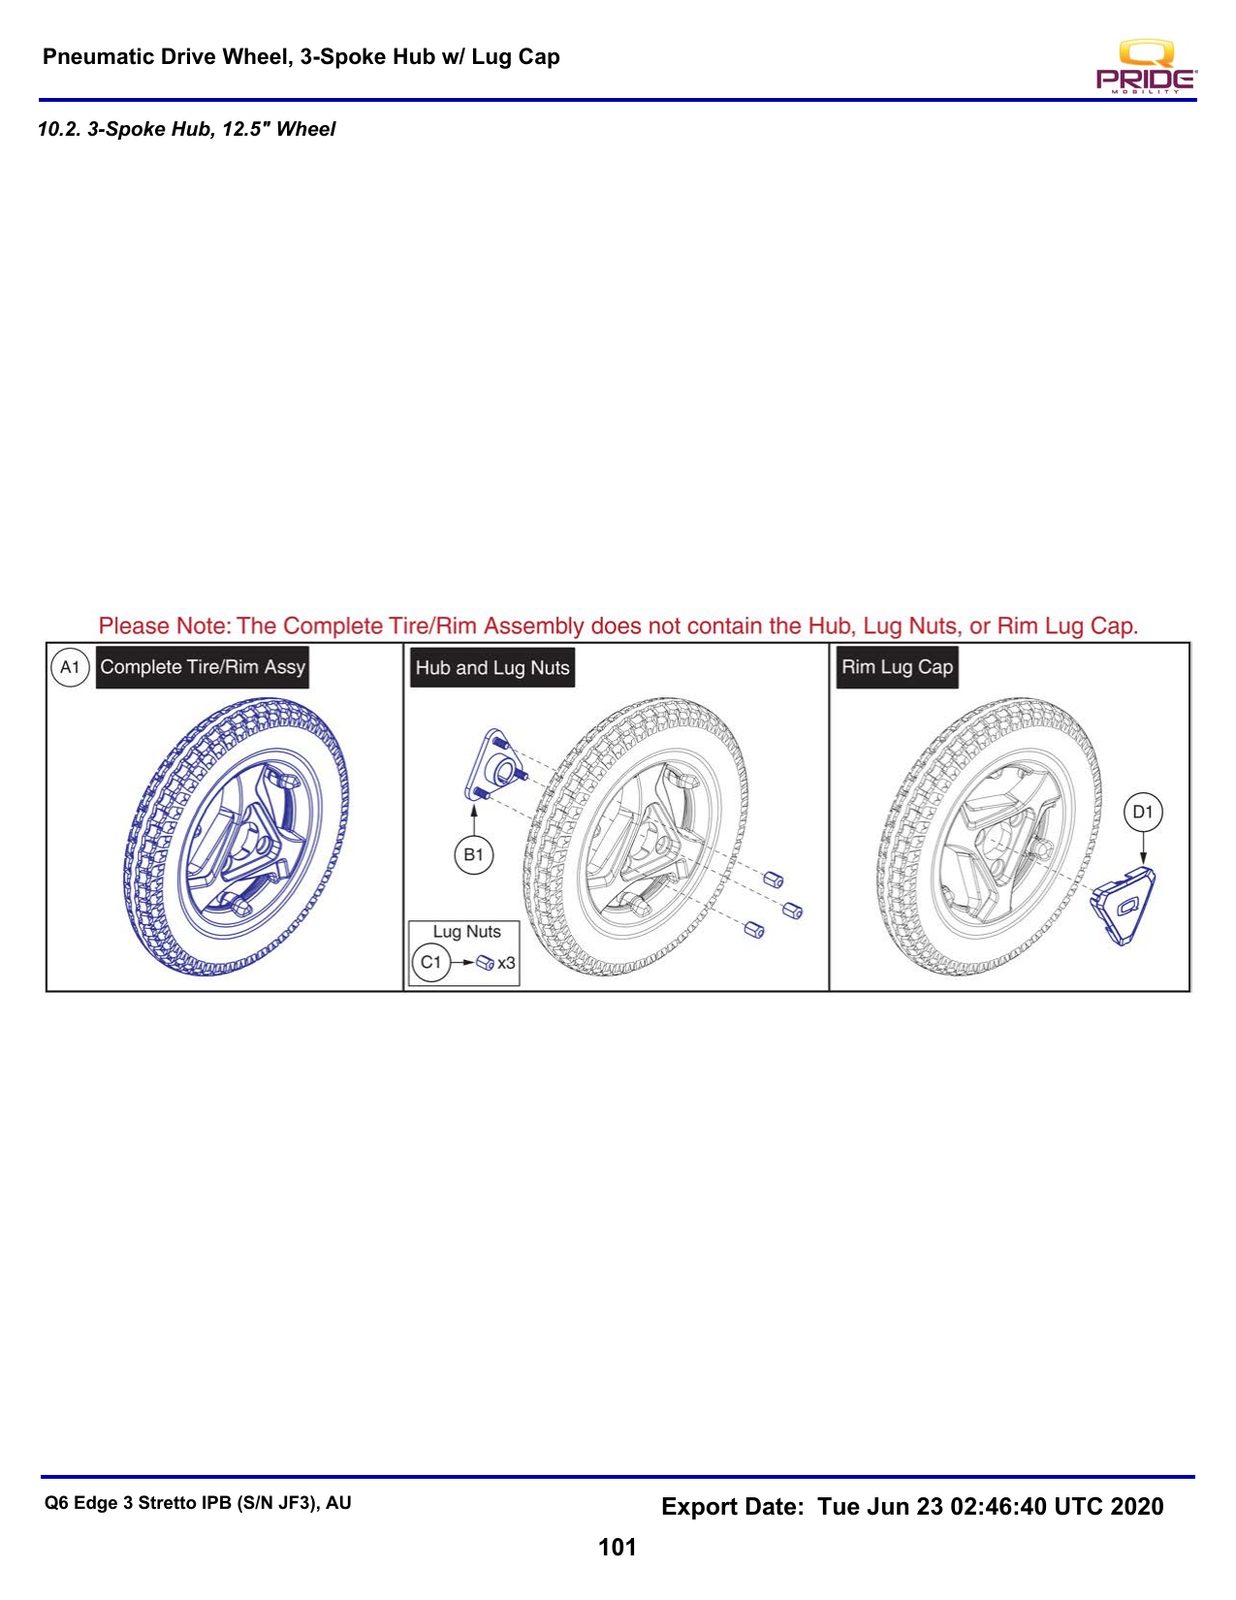 Pneumatic Drive Wheel, 3-Spoke Hub w/ Lug Cap
Q
PRIDE
MOBILITY
10.2. 3-Spoke Hub, 12.5" Wheel
Please Note: The Complete Tire/Rim Assembly does not contain the Hub, Lug Nuts, or Rim Lug Cap.
A1 Complete Tire/Rim Assy
Hub and Lug Nuts
B1
Lug Nuts
C1 x3
Rim Lug Cap
D1
Q
Q6 Edge 3 Stretto IPB (S/N JF3), AU
Export Date: Tue Jun 23 02:46:40 UTC 2020
101